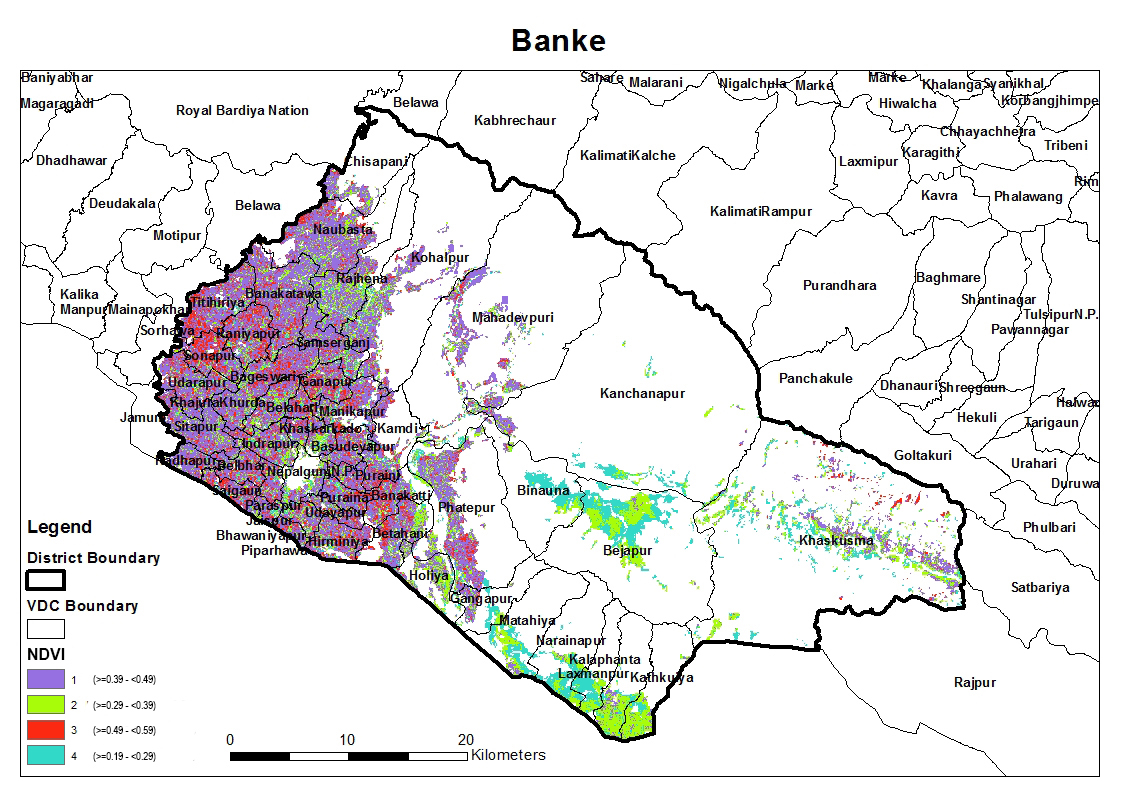 Banke
Baniyabhar
Sahare
Malarani
Nigalchula
Marke
Marke
Khalanga
Syanikhal
Magaragadi
Royal Bardiya Nation
Belawa
Kabhrechaur
Hiwalcha
Korbangjhimpe
Chhayachhetra
Tribeni
Dhadhawar
Chisapani
KalimatiKalche
Laxmipur
Karagithi
Rim
Deudakala
Belawa
KalimatiRampur
Kavra
Phalawang
Motipur
Naubasta
Kohalpur
Rajhena
Purandhara
Baghmare
Kalika
Manpur
Mainapokhar
Titihiriya
Banakatawa
Shantinagar
TulsipurN.P.
Pawannagar
Sorhawa
Raniyapur
Samserganj
Mahadevpuri
Sonapur
Udarapur
Bageswari
Ganapur
Kanchanapur
Panchakule
Dhanauri
Shreegaun
Khajura
Khurda
Belahari
Manikapur
Halwar
Sitapur
Kamdi
Hekuli
Tarigaun
Indrapur
Basudevapur
Goltakuri
Urahari
Radhapur
NepalgunjN.P.
Puraini
Duruwa
Saigaun
Puraina
Banakatti
Binauna
Paraspur
Udayapur
Phatepur
Jaispur
Bhawaniyapur
Hirminiya
Betahani
Bejapur
Khaskusma
Phulbari
Piparhawa
Holiya
Satbariya
Gangapur
Matahiya
Narainapur
Kalaphanta
Laxmanpur
Rajpur
Legend
District Boundary
VDC Boundary
NDVI
1 (>=0.39 - <0.49)
2 (>=0.29 - <0.39)
3 (>=0.49 - <0.59)
4 (>=0.19 - <0.29)
0 10 20
Kilometers